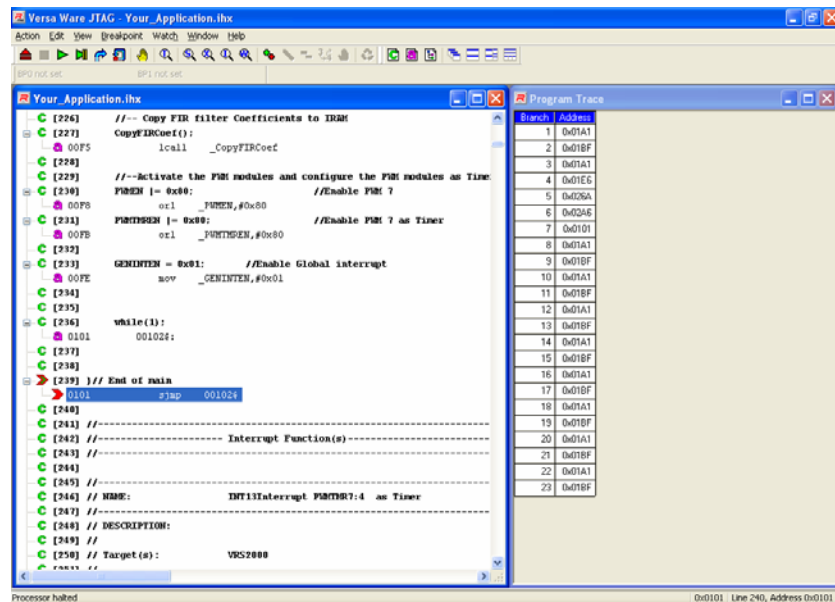 Versa Ware JTAG - Your_Application.ihx
Action Edit View Breakpoint Watch Window Help
BP0 not set BP1 not set
Your_Application.ihx
[226] //-- Copy FIR filter Coefficients to IRAM
[227] CopyFIRCoef();
00F5 lcall _CopyFIRCoef
[228]
[229] //--Activate the PWM modules and configure the PWM modules as Time
[230] PWMEN |= 0x80; //Enable PWM 7
00F8 orl _PWMEN,#0x80
[231] PWMTMREN |= 0x80; //Enable PWM 7 as Timer
00FB orl _PWMTMREN,#0x80
[232]
[233] GENINTEN = 0x01; //Enable Global interrupt
00FE mov _GENINTEN,#0x01
[234]
[235]
[236] while(1);
0101 00102$:
[237]
[238]
[239] }// End of main
0101 sjmp 00102$
[240]
[241] //------------------------------------------------------------
[242] //----------------------- Interrupt Function(s)-----------------------
[243] //------------------------------------------------------------
[244]
[245] //------------------------------------------------------------
[246] // NAME: INT13Interrupt PWMTMR7:4 as Timer
[247] //------------------------------------------------------------
[248] // DESCRIPTION:
[249] //
[250] // Target(s): VRS2000
[251] //
Program Trace
Branch Address
1 0x01A1
2 0x01BF
3 0x01A1
4 0x01E6
5 0x026A
6 0x02A6
7 0x0101
8 0x01A1
9 0x01BF
10 0x01A1
11 0x01BF
12 0x01A1
13 0x01BF
14 0x01A1
15 0x01BF
16 0x01A1
17 0x01BF
18 0x01A1
19 0x01BF
20 0x01A1
21 0x01BF
22 0x01A1
23 0x01BF
Processor halted
0x0101 Line 240, Address 0x0101